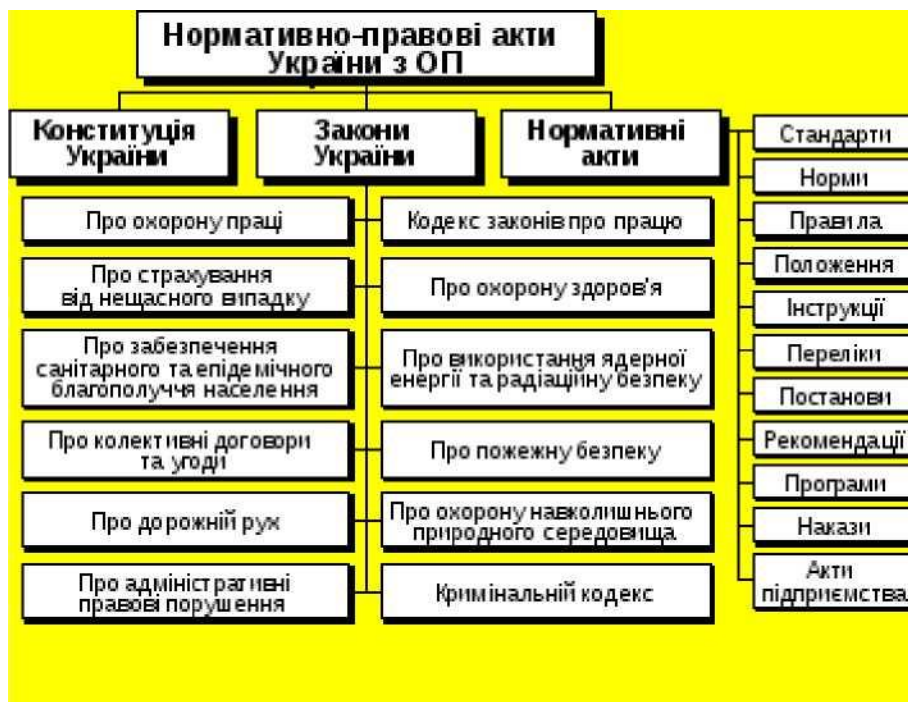 Нормативно-правові акти
України з ОП
Конституція
України
Закони
України
Нормативні
акти
Про охорону праці
Кодекс законів про працю
Про страхування
від нещасного випадку
Про охорону здоров'я
Про забезпечення
санітарного та епідемічного
благополуччя населення
Про використання ядерної
енергії та радіаційну безпеку
Про колективні договори
та угоди
Про пожежну безпеку
Про дорожній рух
Про охорону навколишнього
природного середовища
Про адміністративні
правові порушення
Кримінальній кодекс
Стандарти
Норми
Правила
Положення
Інструкції
Переліки
Постанови
Рекомендації
Програми
Накази
Акти
підприємства